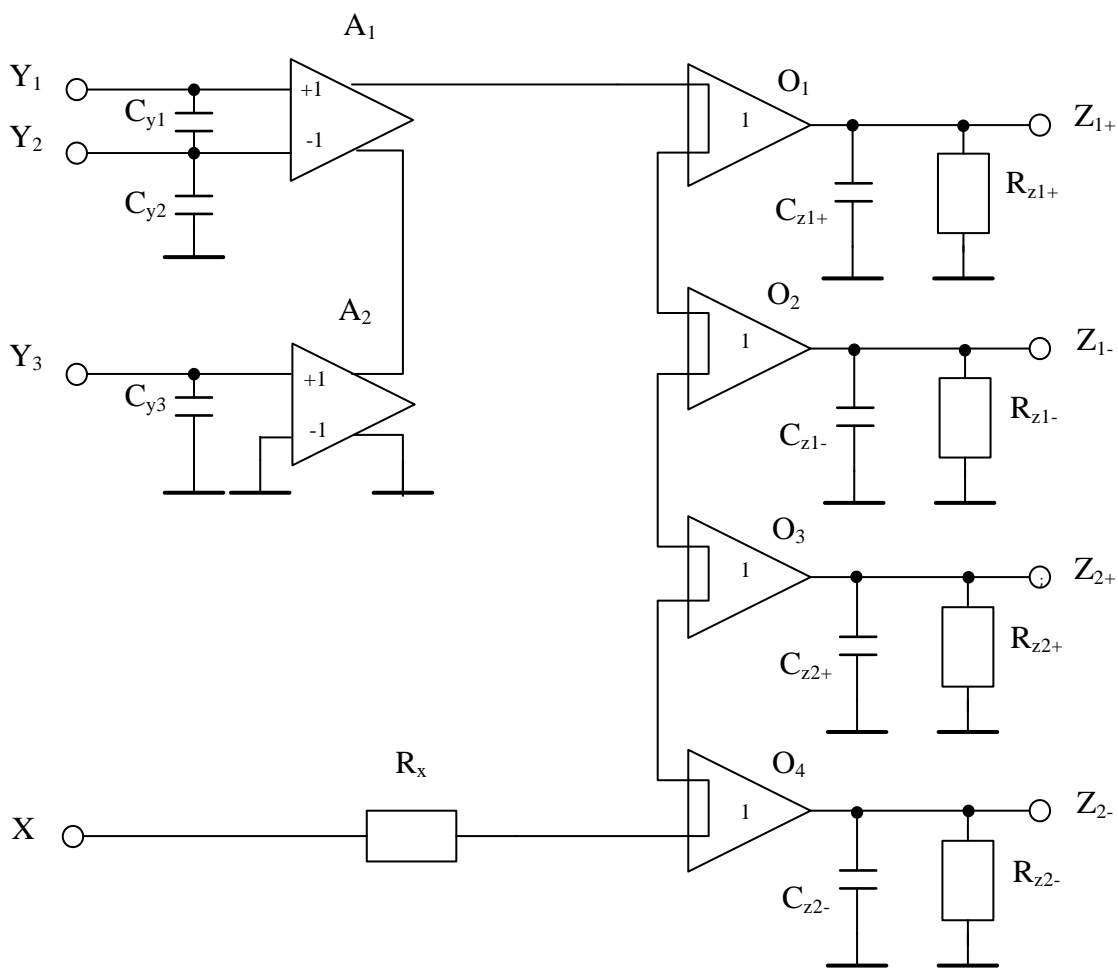 A1
Y1
+1
Cy1
-1
Y2
Cy2
A2
Y3
+1
Cy3
-1
O1
1
Z1+
Cz1+
Rz1+
O2
1
Z1-
Cz1-
Rz1-
O3
1
Z2+
;
Cz2+
Rz2+
Rx
X
O4
1
Z2-
Cz2-
Rz2-